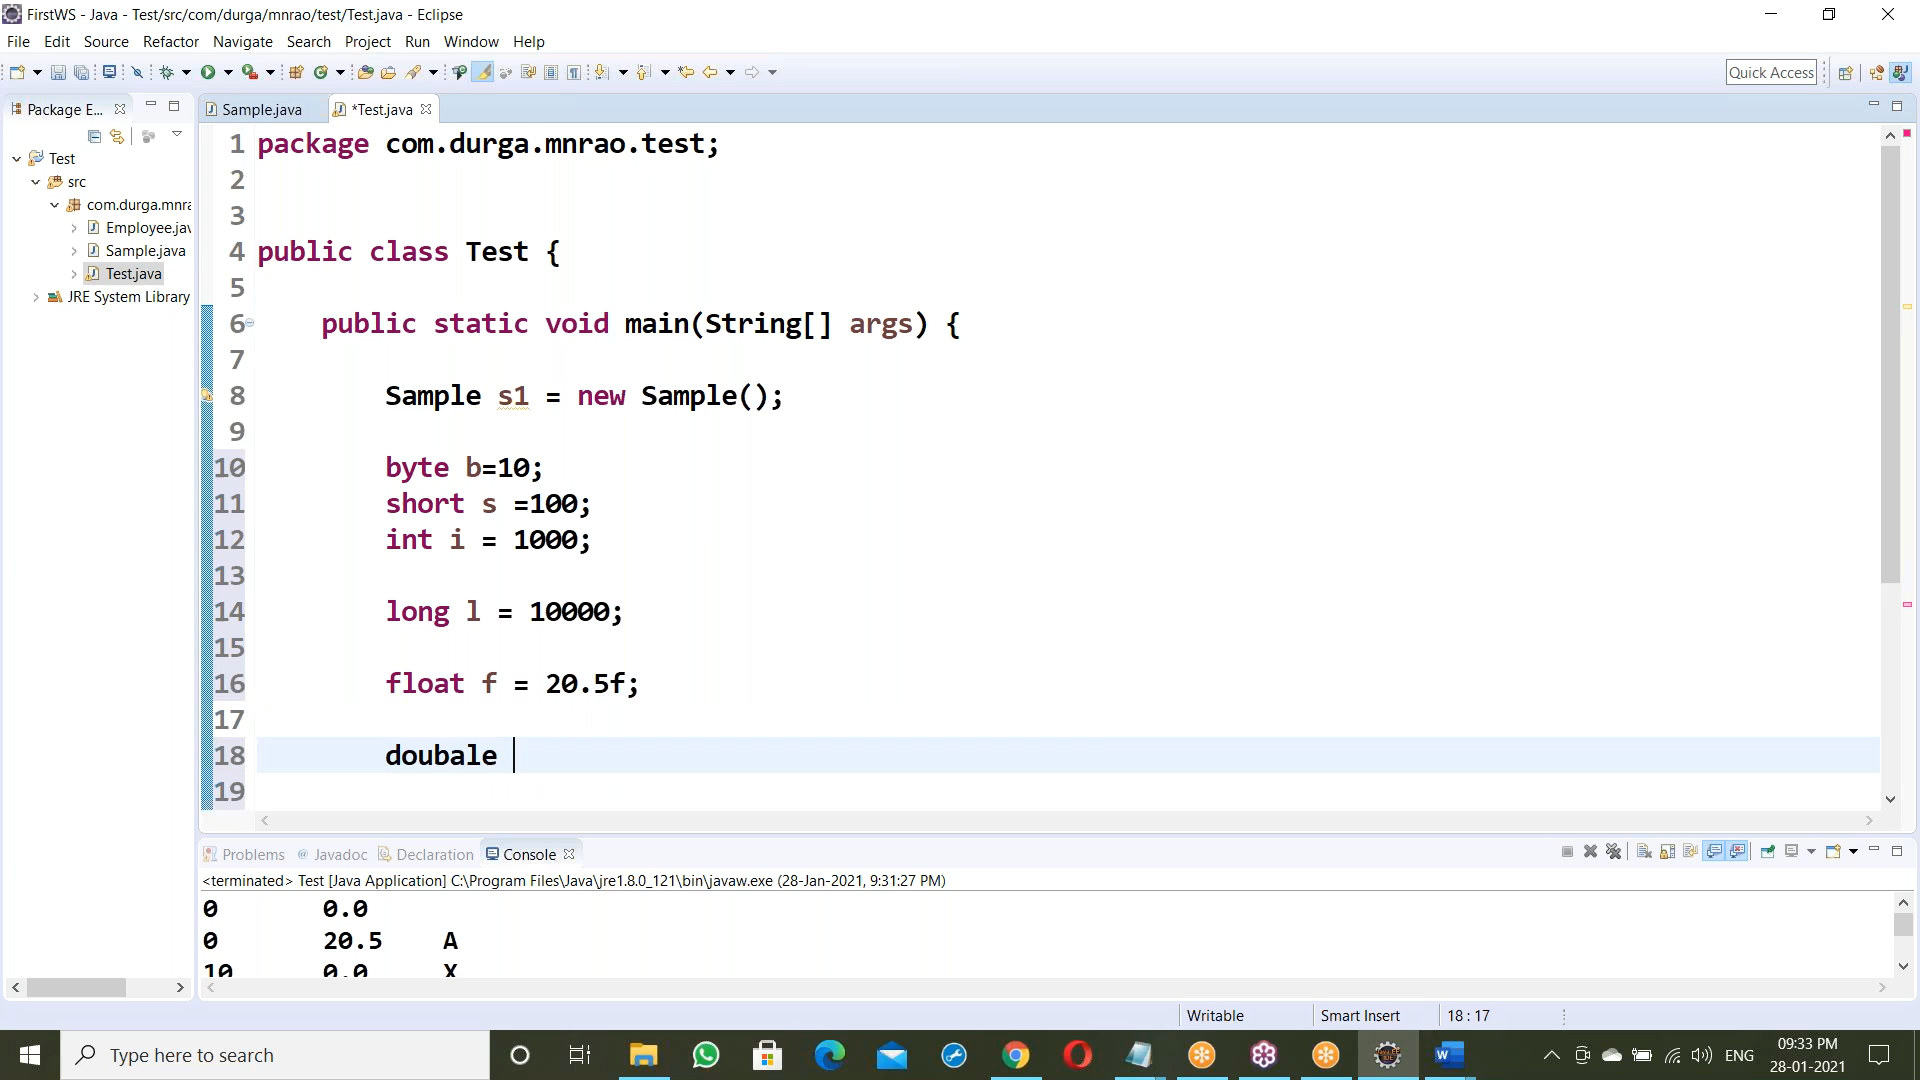 FirstWS - Java - Test/src/com/durga/mnrao/test/Test.java - Eclipse
File Edit Source Refactor Navigate Search Project Run Window Help
Quick Access
Package E...
Sample.java
*Test.java
Test
src
com.durga.mnra
Employee.jav
Sample.java
Test.java
JRE System Library
1 package com.durga.mnrao.test;
2
3
4 public class Test {
5
6 public static void main(String[] args) {
7
8 Sample s1 = new Sample();
9
10 byte b=10;
11 short s =100;
12 int i = 1000;
13
14 long l = 10000;
15
16 float f = 20.5f;
17
18 doubale
19
Problems Javadoc Declaration Console
<terminated> Test [Java Application] C:\Program Files\Java\jre1.8.0_121\bin\javaw.exe (28-Jan-2021, 9:31:27 PM)
0 0.0
0 20.5 A
10 0.0 X
Writable Smart Insert 18 : 17
Type here to search
ENG
09:33 PM
28-01-2021